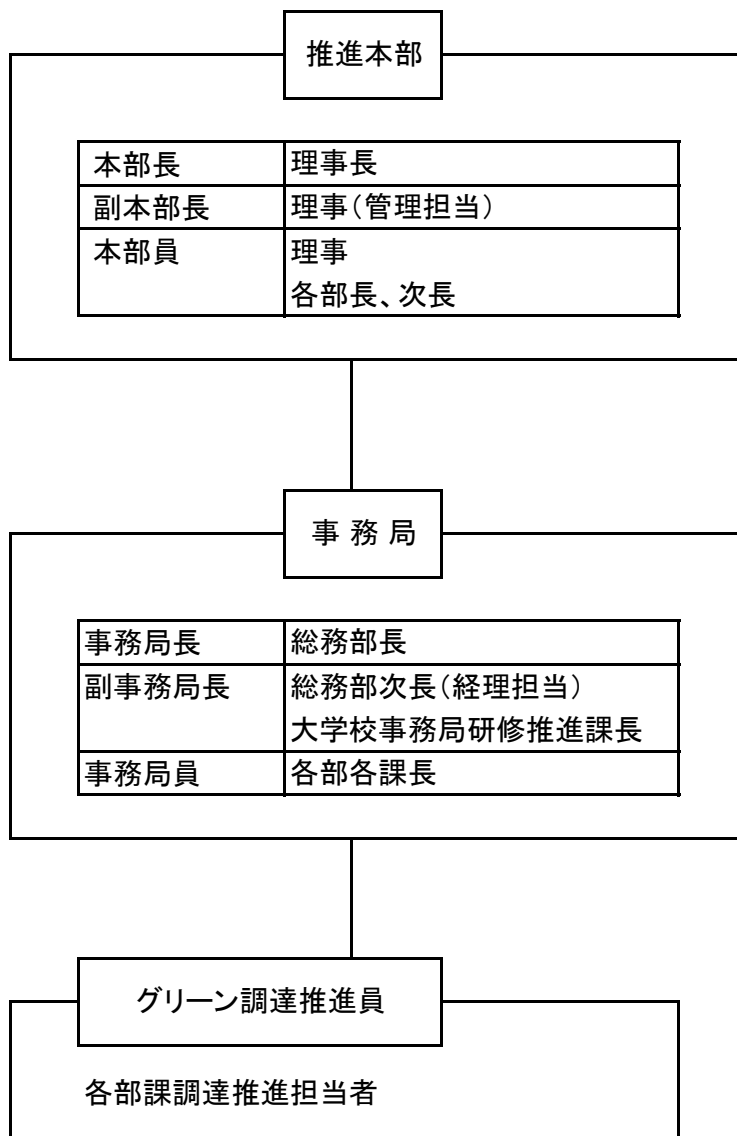 推進本部
本部長 理事長
副本部長 理事（管理担当）
本部員 理事
各部長、次長
事 務 局
事務局長 総務部長
副事務局長 総務部次長（経理担当）
大学校事務局研修推進課長
事務局員 各部各課長
グリーン調達推進員
各部課調達推進担当者